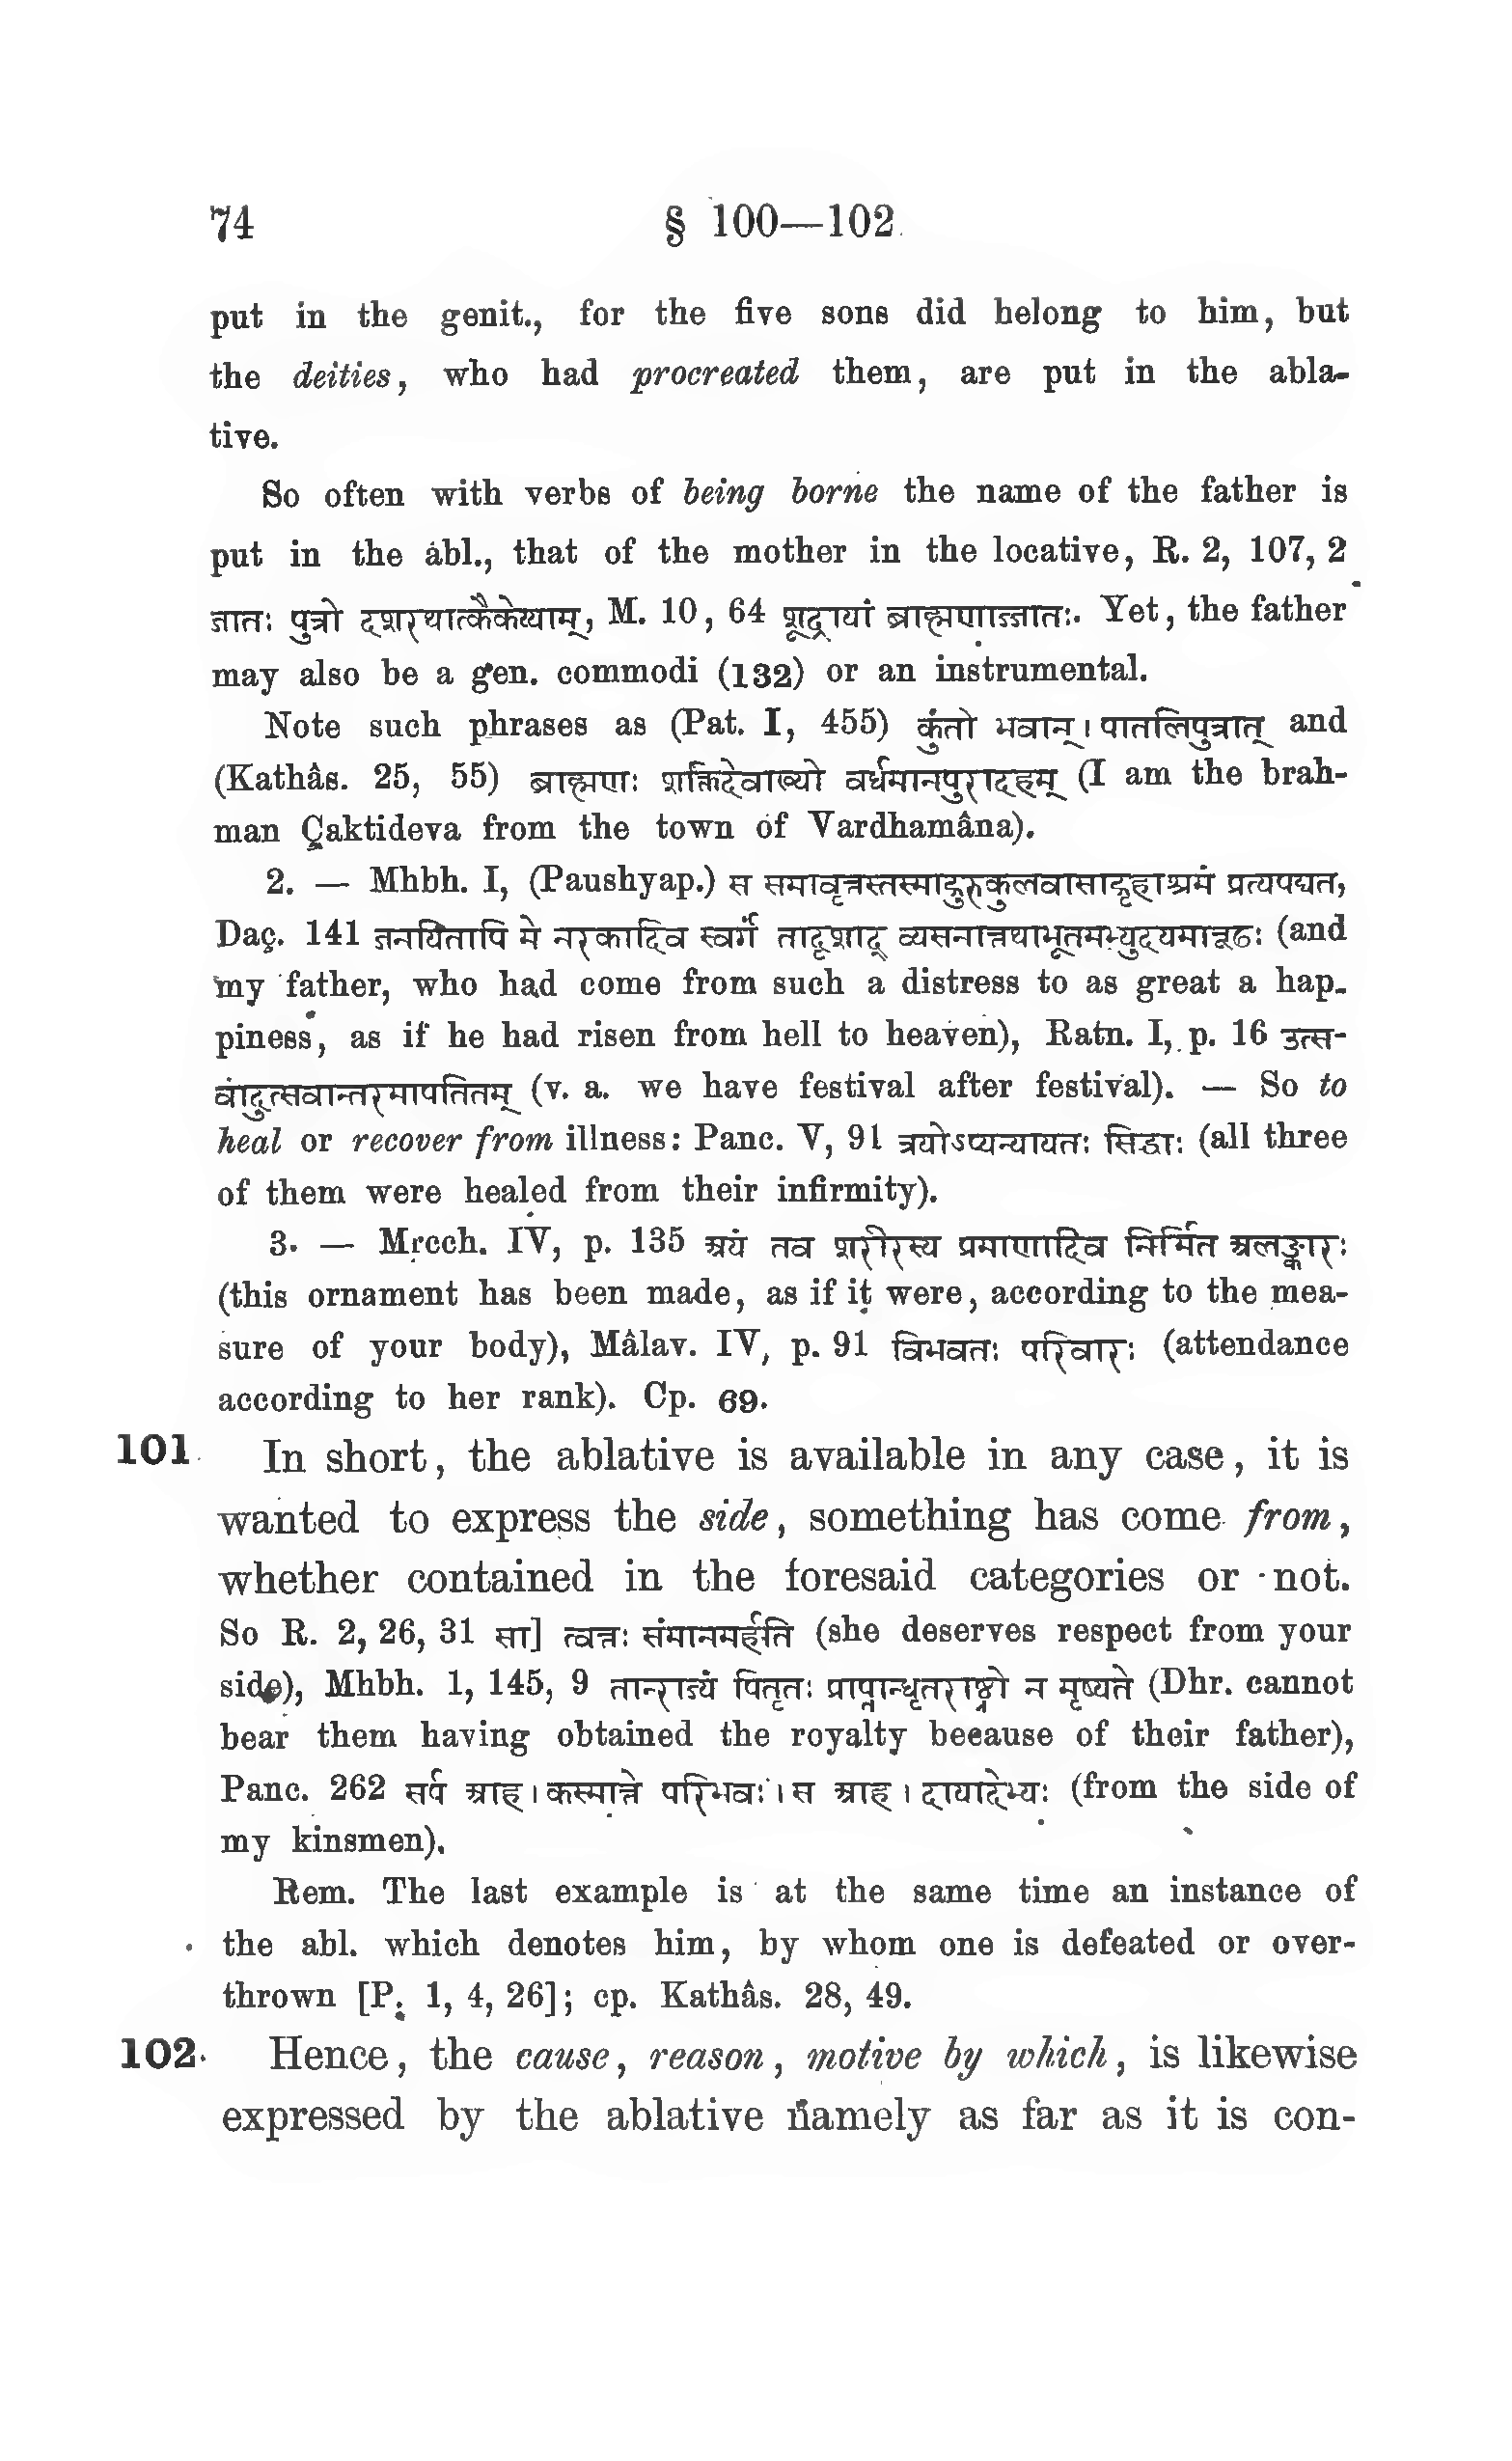 74 § 100—102
put in the genit., for the five sons did belong to him, but
the deities, who had procreated them, are put in the abla-
tive.
So often with verbs of being borne the name of the father is
put in the abl., that of the mother in the locative, R. 2, 107, 2
जातः पुत्रो दशरथात्कैकेय्याम्, M. 10, 64 शूद्रायां ब्राह्मणाज्जातः. Yet, the father
may also be a gen. commodi (132) or an instrumental.
Note such phrases as (Pat. I, 455) कुतो भवान् । पातलिपुत्रात् and
(Kathâs. 25, 55) ब्राह्मणः शक्तिदेवाख्यो वर्धमानपुरादहम् (I am the brah-
man Çaktideva from the town of Vardhamâna).
2. — Mhbh. I, (Paushyap.) स समावृत्तस्तस्माद्गुरुकुलवासाद्गृहाश्रमं प्रत्यपद्यत,
Daç. 141 जनयितापि मे नरकादिव स्वर्गं तादृशाद् व्यसनात्तथाभूतमभ्युदयमारूढः (and
my father, who had come from such a distress to as great a hap-
piness, as if he had risen from hell to heaven), Ratn. I, p. 16 उत्स-
वादुत्सवान्तरमापतितम् (v. a. we have festival after festival). — So to
heal or recover from illness: Panc. V, 91 त्रयोऽप्यन्यायतः सिद्धाः (all three
of them were healed from their infirmity).
3. — Mṛcch. IV, p. 135 अयं तव शरीरस्य प्रमाणादिव निर्मित अलङ्कारः
(this ornament has been made, as if it were, according to the mea-
sure of your body), Mâlav. IV, p. 91 विभवतः परिवारः (attendance
according to her rank). Cp. 69.
101 In short, the ablative is available in any case, it is
wanted to express the side, something has come from,
whether contained in the foresaid categories or not.
So R. 2, 26, 31 सा] त्वत्तः संमानमर्हति (she deserves respect from your
side), Mhbh. 1, 145, 9 तान्राज्यं पितृतः प्राप्तान्धृतराष्ट्रो न मृष्यते (Dhr. cannot
bear them having obtained the royalty because of their father),
Panc. 262 सर्प आह । कस्मात्ते परिभवः । स आह । दायादेभ्यः (from the side of
my kinsmen).
Rem. The last example is at the same time an instance of
the abl. which denotes him, by whom one is defeated or over-
thrown [P. 1, 4, 26]; cp. Kathâs. 28, 49.
102. Hence, the cause, reason, motive by which, is likewise
expressed by the ablative namely as far as it is con-